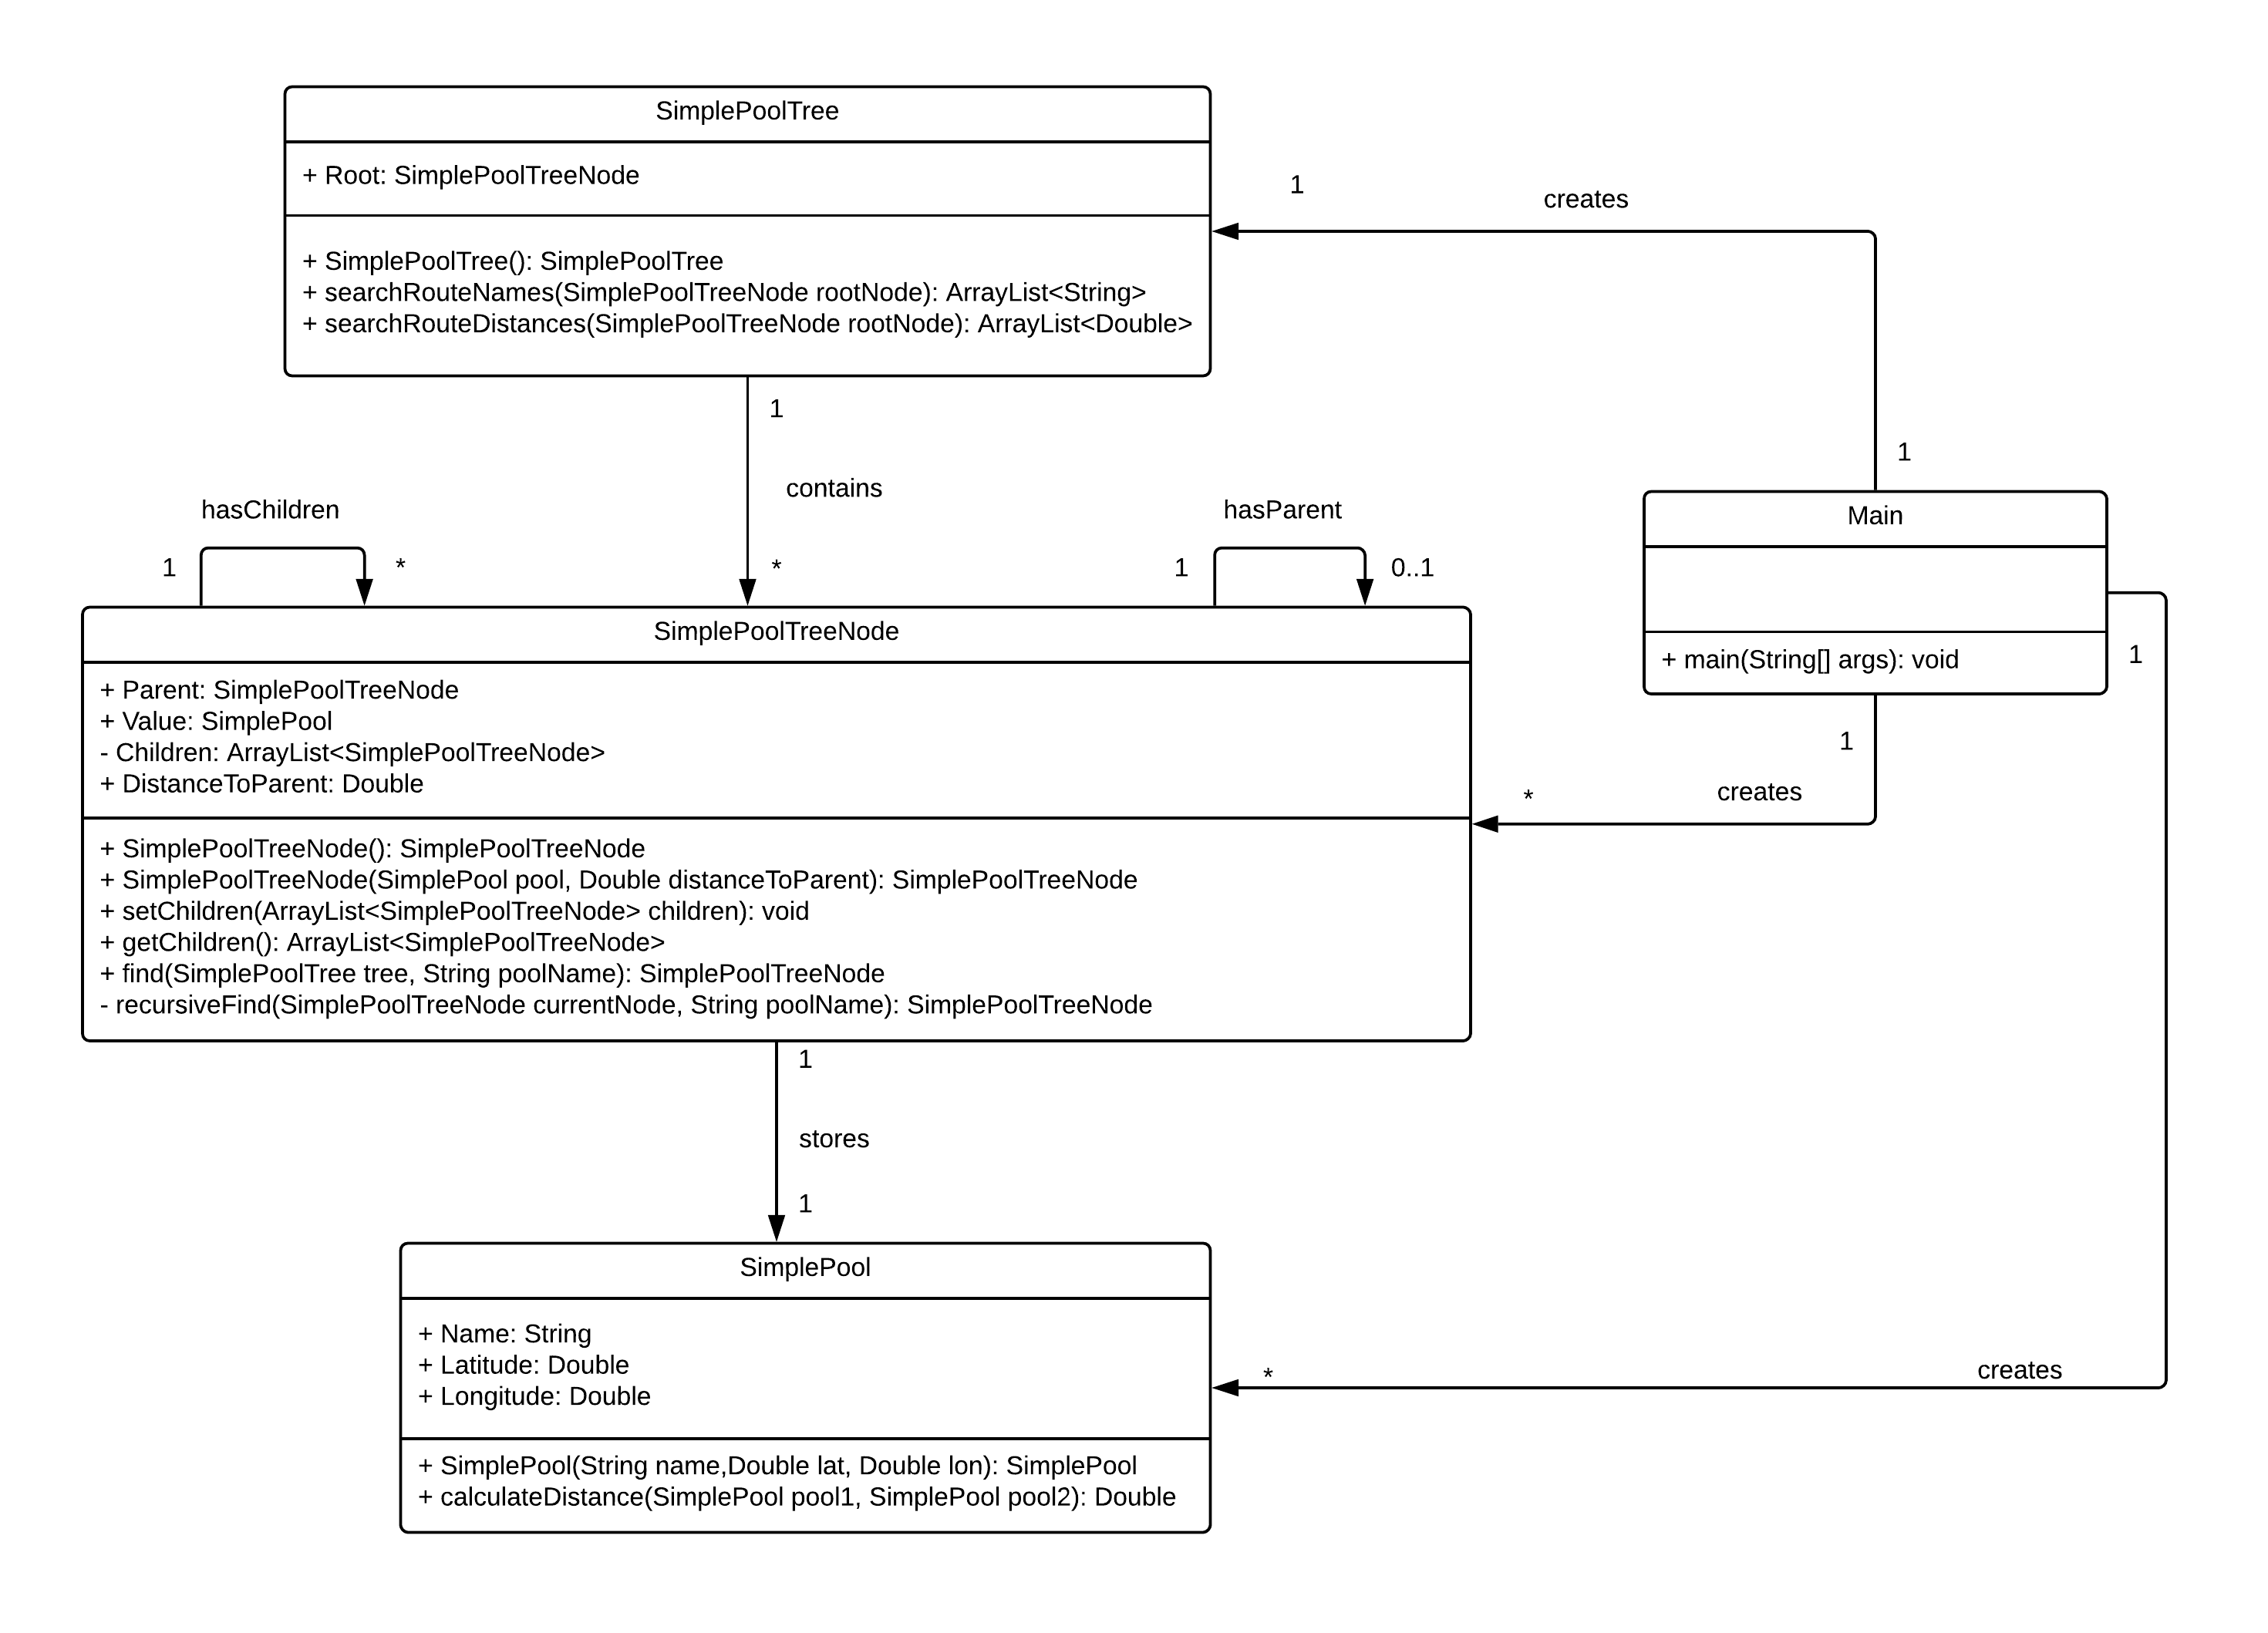 SimplePoolTree
+ Root: SimplePoolTreeNode
+ SimplePoolTree(): SimplePoolTree
+ searchRouteNames(SimplePoolTreeNode rootNode): ArrayList<String>
+ searchRouteDistances(SimplePoolTreeNode rootNode): ArrayList<Double>
1
creates
1
1
contains
*
hasChildren
1
*
hasParent
1
0..1
Main
+ main(String[] args): void
1
1
creates
*
SimplePoolTreeNode
+ Parent: SimplePoolTreeNode
+ Value: SimplePool
- Children: ArrayList<SimplePoolTreeNode>
+ DistanceToParent: Double
+ SimplePoolTreeNode(): SimplePoolTreeNode
+ SimplePoolTreeNode(SimplePool pool, Double distanceToParent): SimplePoolTreeNode
+ setChildren(ArrayList<SimplePoolTreeNode> children): void
+ getChildren(): ArrayList<SimplePoolTreeNode>
+ find(SimplePoolTree tree, String poolName): SimplePoolTreeNode
- recursiveFind(SimplePoolTreeNode currentNode, String poolName): SimplePoolTreeNode
1
stores
1
SimplePool
+ Name: String
+ Latitude: Double
+ Longitude: Double
+ SimplePool(String name,Double lat, Double lon): SimplePool
+ calculateDistance(SimplePool pool1, SimplePool pool2): Double
*
creates